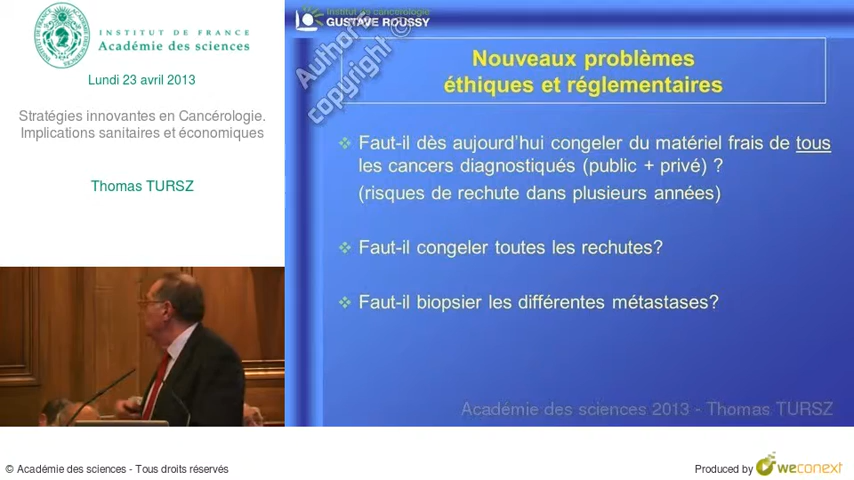 INSTITUT DE FRANCE
Académie des sciences
Lundi 23 avril 2013
Stratégies innovantes en Cancérologie.
Implications sanitaires et économiques
Thomas TURSZ
institut de cancérologie
GUSTAVE ROUSSY
Author
copyright ©
Nouveaux problèmes
éthiques et réglementaires
Faut-il dès aujourd'hui congeler du matériel frais de tous
les cancers diagnostiqués (public + privé) ?
(risques de rechute dans plusieurs années)
Faut-il congeler toutes les rechutes?
Faut-il biopsier les différentes métastases?
Académie des sciences 2013 - Thomas TURSZ
© Académie des sciences - Tous droits réservés
Produced by weconext